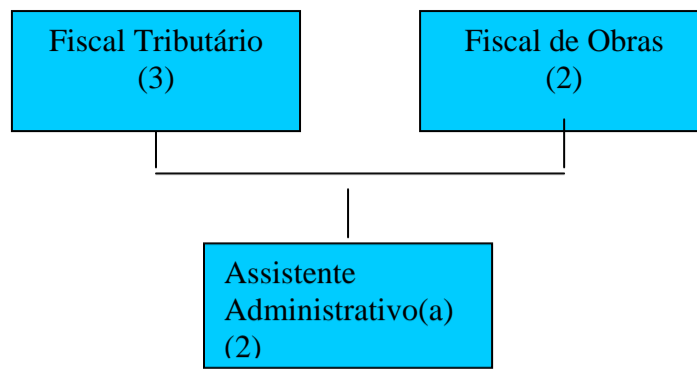 Fiscal Tributário
(3)
Fiscal de Obras
(2)
Assistente
Administrativo(a)
(2)